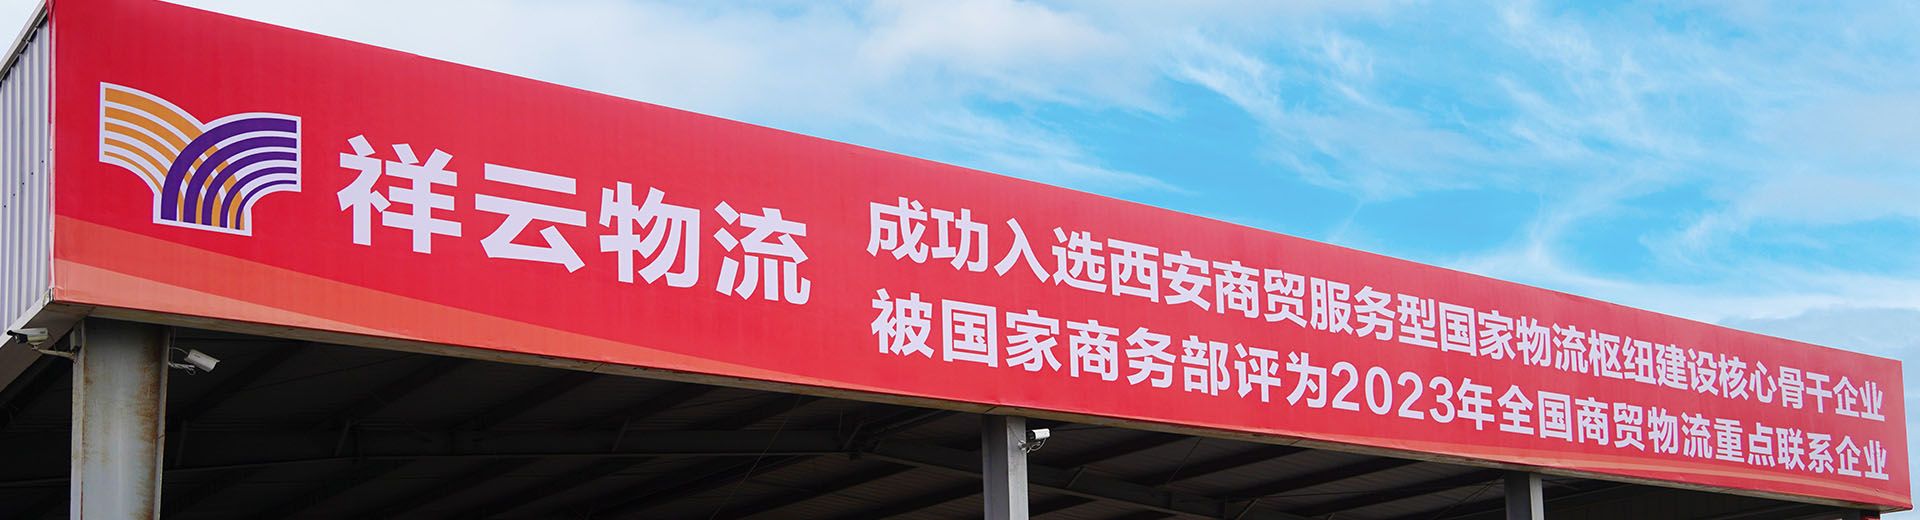 祥云物流
成功入选西安商贸服务型国家物流枢纽建设核心骨干企业
被国家商务部评为2023年全国商贸物流重点联系企业